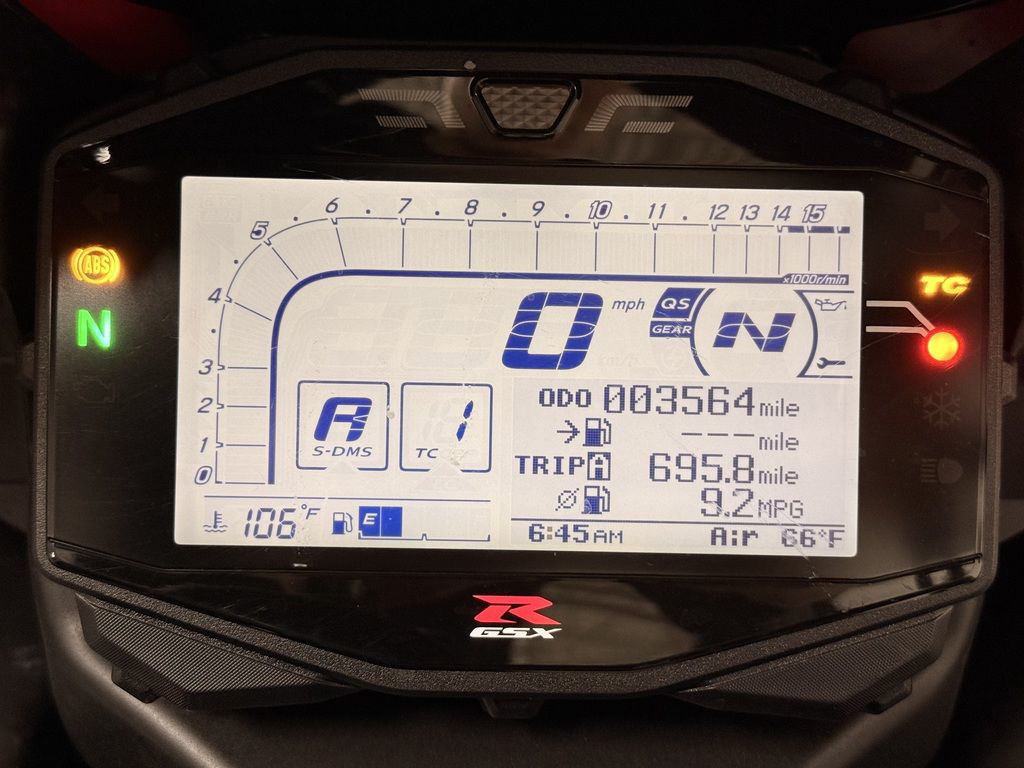 5 . 6 . 7 . 8 . 9 . 10 . 11 . 12 13 14 15
x1000r/min
4
3
2
1
0
ABS
N
TC
0 mph
QS
GEAR
N
A
S-DMS
1
TC
ODO 003564 mile
--- mile
TRIP A 695.8 mile
9.2 MPG
106°F
E
6:45AM Air 66°F
R
GSX